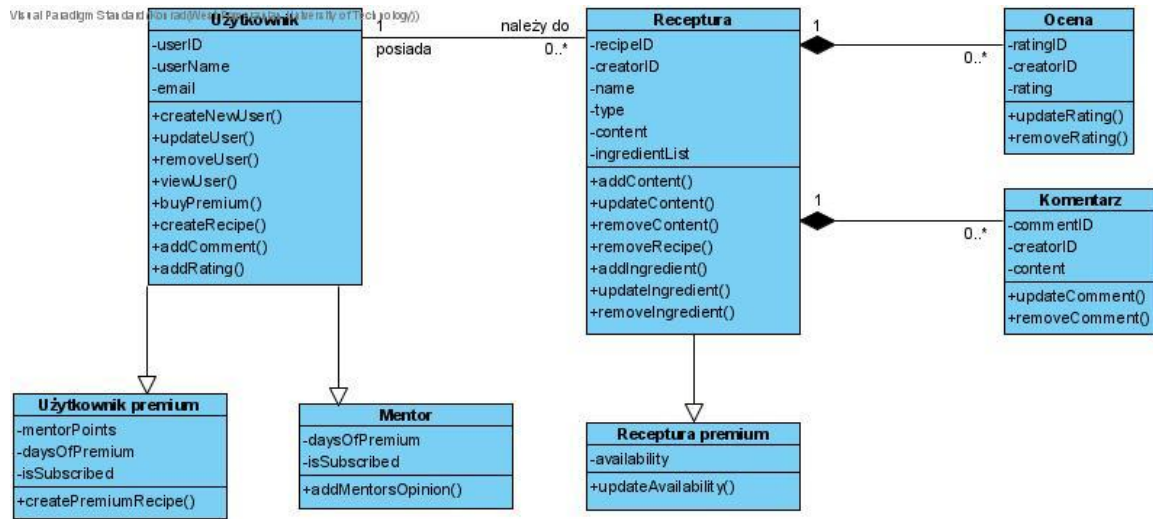 Visual Paradigm Standard
Użytkownik
-userID
-userName
-email
+createNewUser()
+updateUser()
+removeUser()
+viewUser()
+buyPremium()
+createRecipe()
+addComment()
+addRating()
1
posiada
należy do
0..*
Receptura
-recipeID
-creatorID
-name
-type
-content
-ingredientList
+addContent()
+updateContent()
+removeContent()
+removeRecipe()
+addIngredient()
+updateIngredient()
+removeIngredient()
1
0..*
Ocena
-ratingID
-creatorID
-rating
+updateRating()
+removeRating()
1
0..*
Komentarz
-commentID
-creatorID
-content
+updateComment()
+removeComment()
Użytkownik premium
-mentorPoints
-daysOfPremium
-isSubscribed
+createPremiumRecipe()
Mentor
-daysOfPremium
-isSubscribed
+addMentorsOpinion()
Receptura premium
-availability
+updateAvailability()